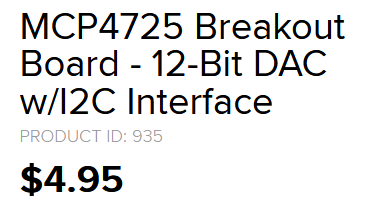 MCP4725 Breakout
Board - 12-Bit DAC
w/I2C Interface
PRODUCT ID: 935
$4.95